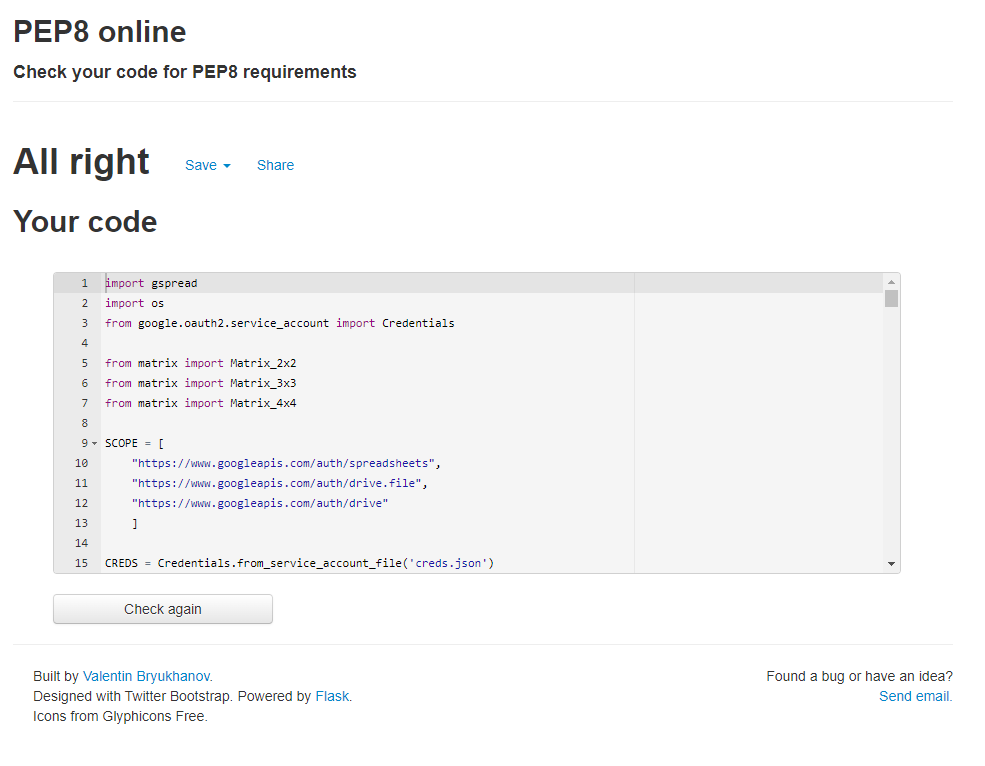 PEP8 online
Check your code for PEP8 requirements
All right Save Share
Your code
1 import gspread
2 import os
3 from google.oauth2.service_account import Credentials
4
5 from matrix import Matrix_2x2
6 from matrix import Matrix_3x3
7 from matrix import Matrix_4x4
8
9 SCOPE = [
10     "https://www.googleapis.com/auth/spreadsheets",
11     "https://www.googleapis.com/auth/drive.file",
12     "https://www.googleapis.com/auth/drive"
13     ]
14
15 CREDS = Credentials.from_service_account_file('creds.json')
Check again
Built by Valentin Bryukhanov.
Designed with Twitter Bootstrap. Powered by Flask.
Icons from Glyphicons Free.
Found a bug or have an idea?
Send email.